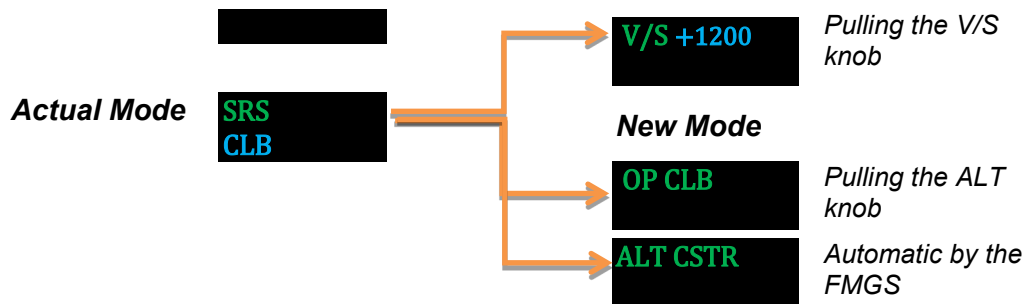 V/S +1200
Pulling the V/S
knob
Actual Mode
SRS
CLB
New Mode
OP CLB
Pulling the ALT
knob
ALT CSTR
Automatic by the
FMGS